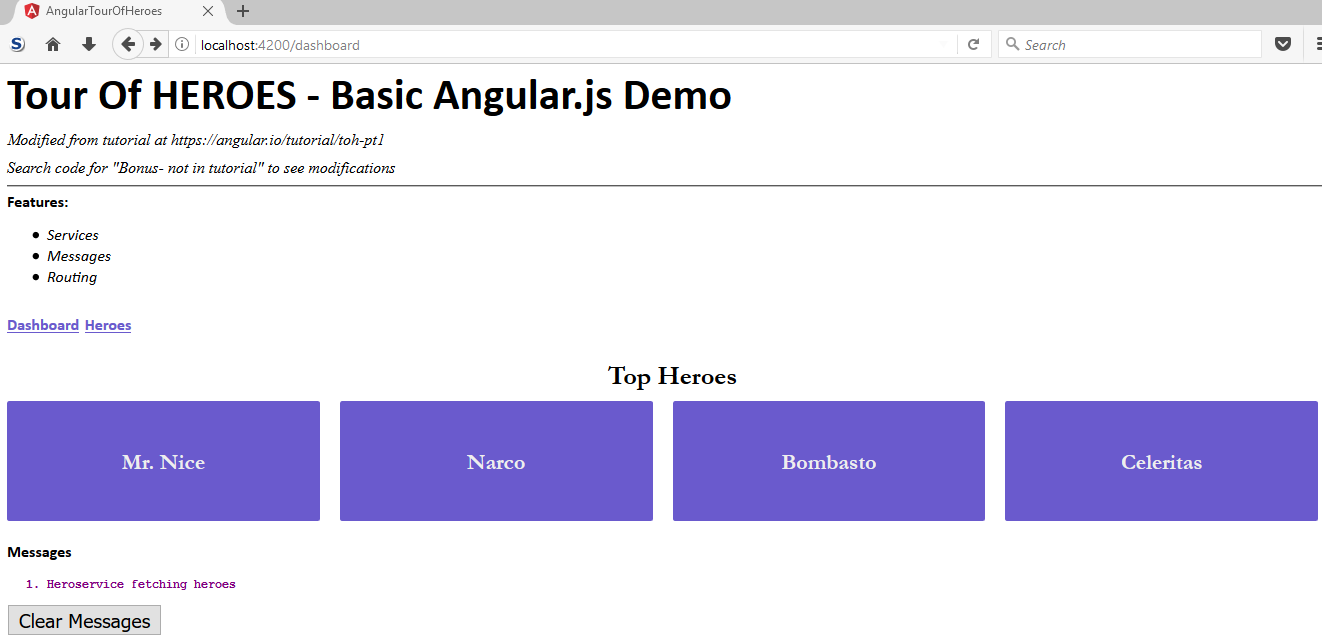 AngularTourOfHeroes
S
localhost:4200/dashboard
Search
Tour Of HEROES - Basic Angular.js Demo
Modified from tutorial at https://angular.io/tutorial/toh-pt1
Search code for "Bonus- not in tutorial" to see modifications
Features:
Services
Messages
Routing
Dashboard Heroes
Top Heroes
Mr. Nice Narco Bombasto Celeritas
Messages
1. Heroservice fetching heroes
Clear Messages